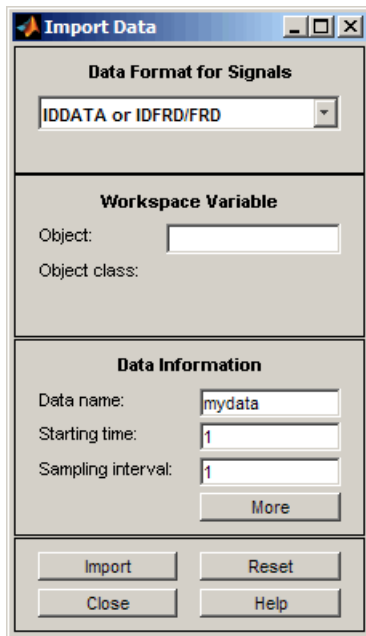 Import Data
Data Format for Signals
IDDATA or IDFRD/FRD
Workspace Variable
Object:
Object class:
Data Information
Data name: mydata
Starting time: 1
Sampling interval: 1
More
Import Reset
Close Help